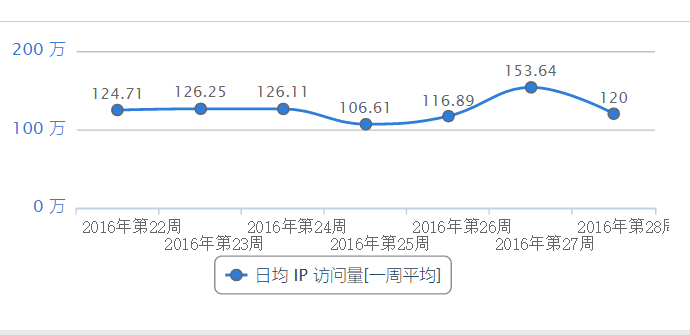 200 万
153.64
124.71 126.25 126.11 106.61 116.89 120
100 万
0 万
2016年第22周 2016年第24周 2016年第26周 2016年第28周
2016年第23周 2016年第25周 2016年第27周
日均 IP 访问量[一周平均]